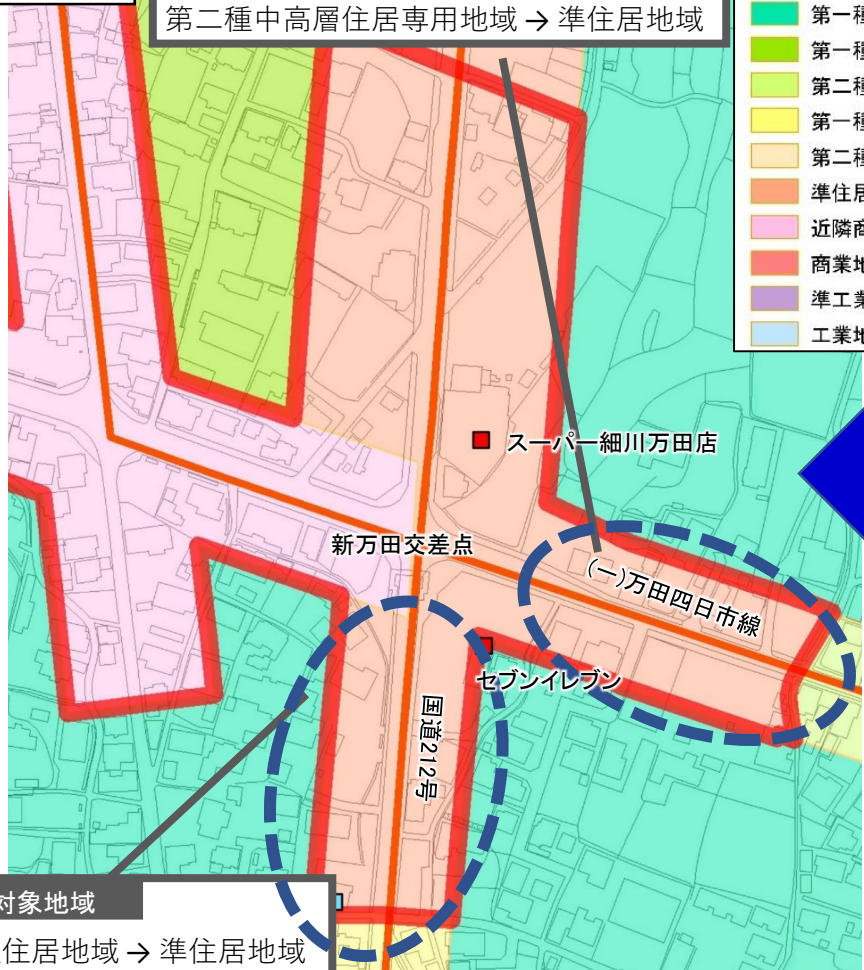 第二種中高層住居専用地域 → 準住居地域
第一種
第一種
第二種
第一種
第二種
準住居
近隣商
商業地
準工業
工業地
スーパー細川万田店
新万田交差点
(一)万田四日市線
セブンイレブン
国道212号
対象地域
住居地域 → 準住居地域